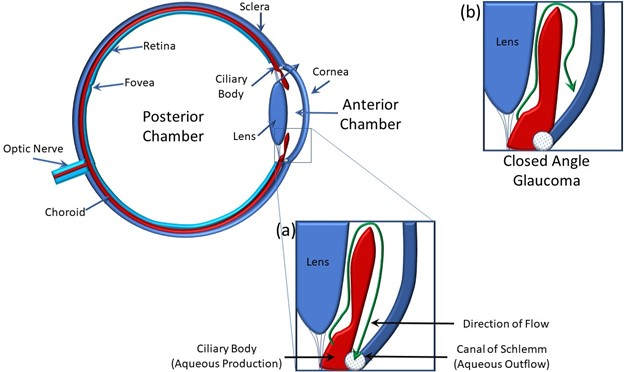 Sclera
(b)
Retina
Lens
Fovea
Ciliary
Body
Cornea
Posterior
Chamber
Anterior
Chamber
Lens
Optic Nerve
Closed Angle
Glaucoma
Choroid
(a)
Lens
Direction of Flow
Ciliary Body
(Aqueous Production)
Canal of Schlemm
(Aqueous Outflow)